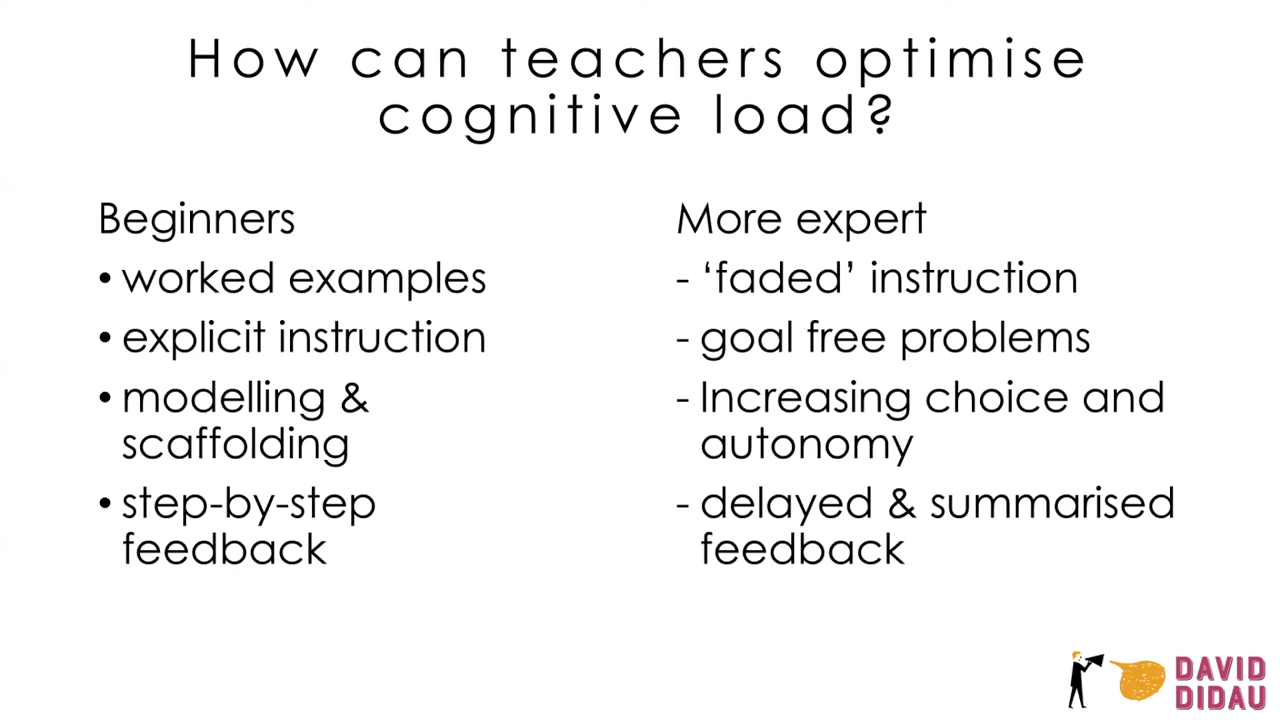 How can teachers optimise
cognitive load?
Beginners
• worked examples
• explicit instruction
• modelling &
scaffolding
• step-by-step
feedback
More expert
- ‘faded’ instruction
- goal free problems
- Increasing choice and
autonomy
- delayed & summarised
feedback
DAVID
DIDAU